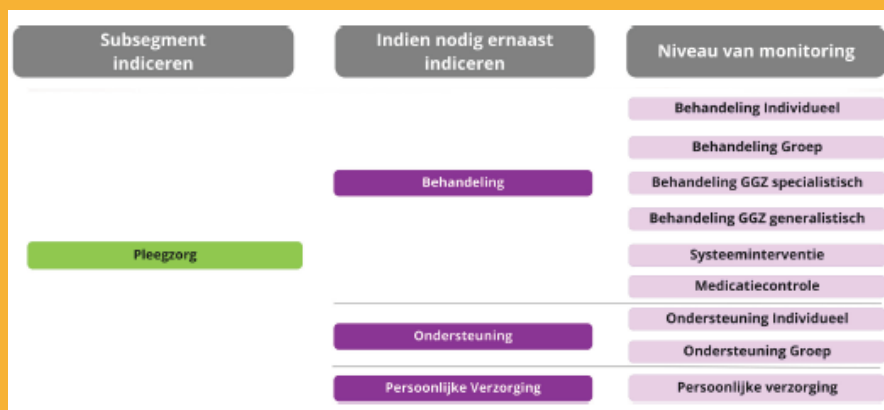 Subsegment
indiceren
Indien nodig ernaast
indiceren
Niveau van monitoring
Behandeling Individueel
Behandeling Groep
Behandeling
Behandeling GGZ specialistisch
Behandeling GGZ generalistisch
Pleegzorg
Systeeminterventie
Medicatiecontrole
Ondersteuning
Ondersteuning Individueel
Ondersteuning Groep
Persoonlijke Verzorging
Persoonlijke verzorging